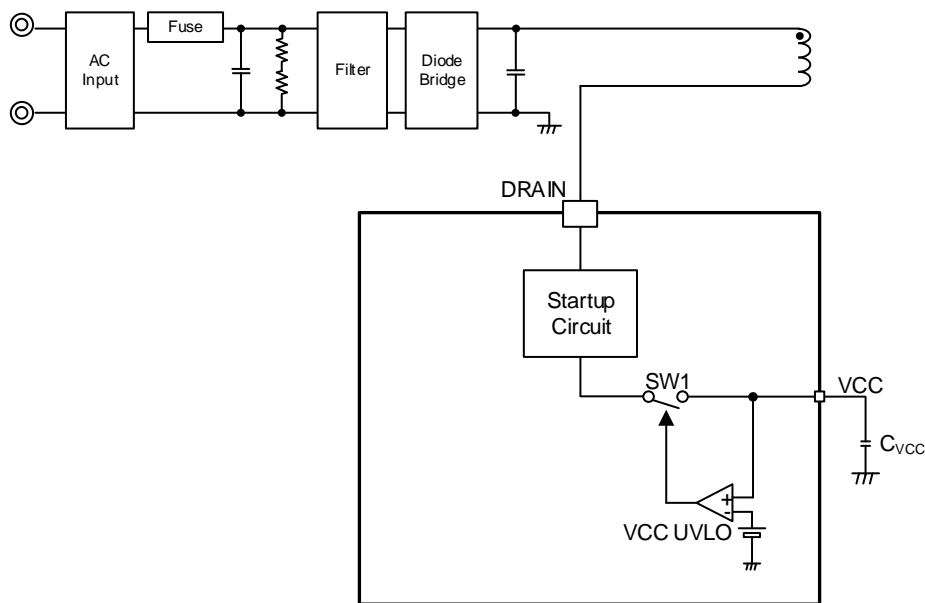 Fuse
AC
Input
Filter
Diode
Bridge
DRAIN
Startup
Circuit
SW1
VCC
CVCC
+
-
VCC UVLO